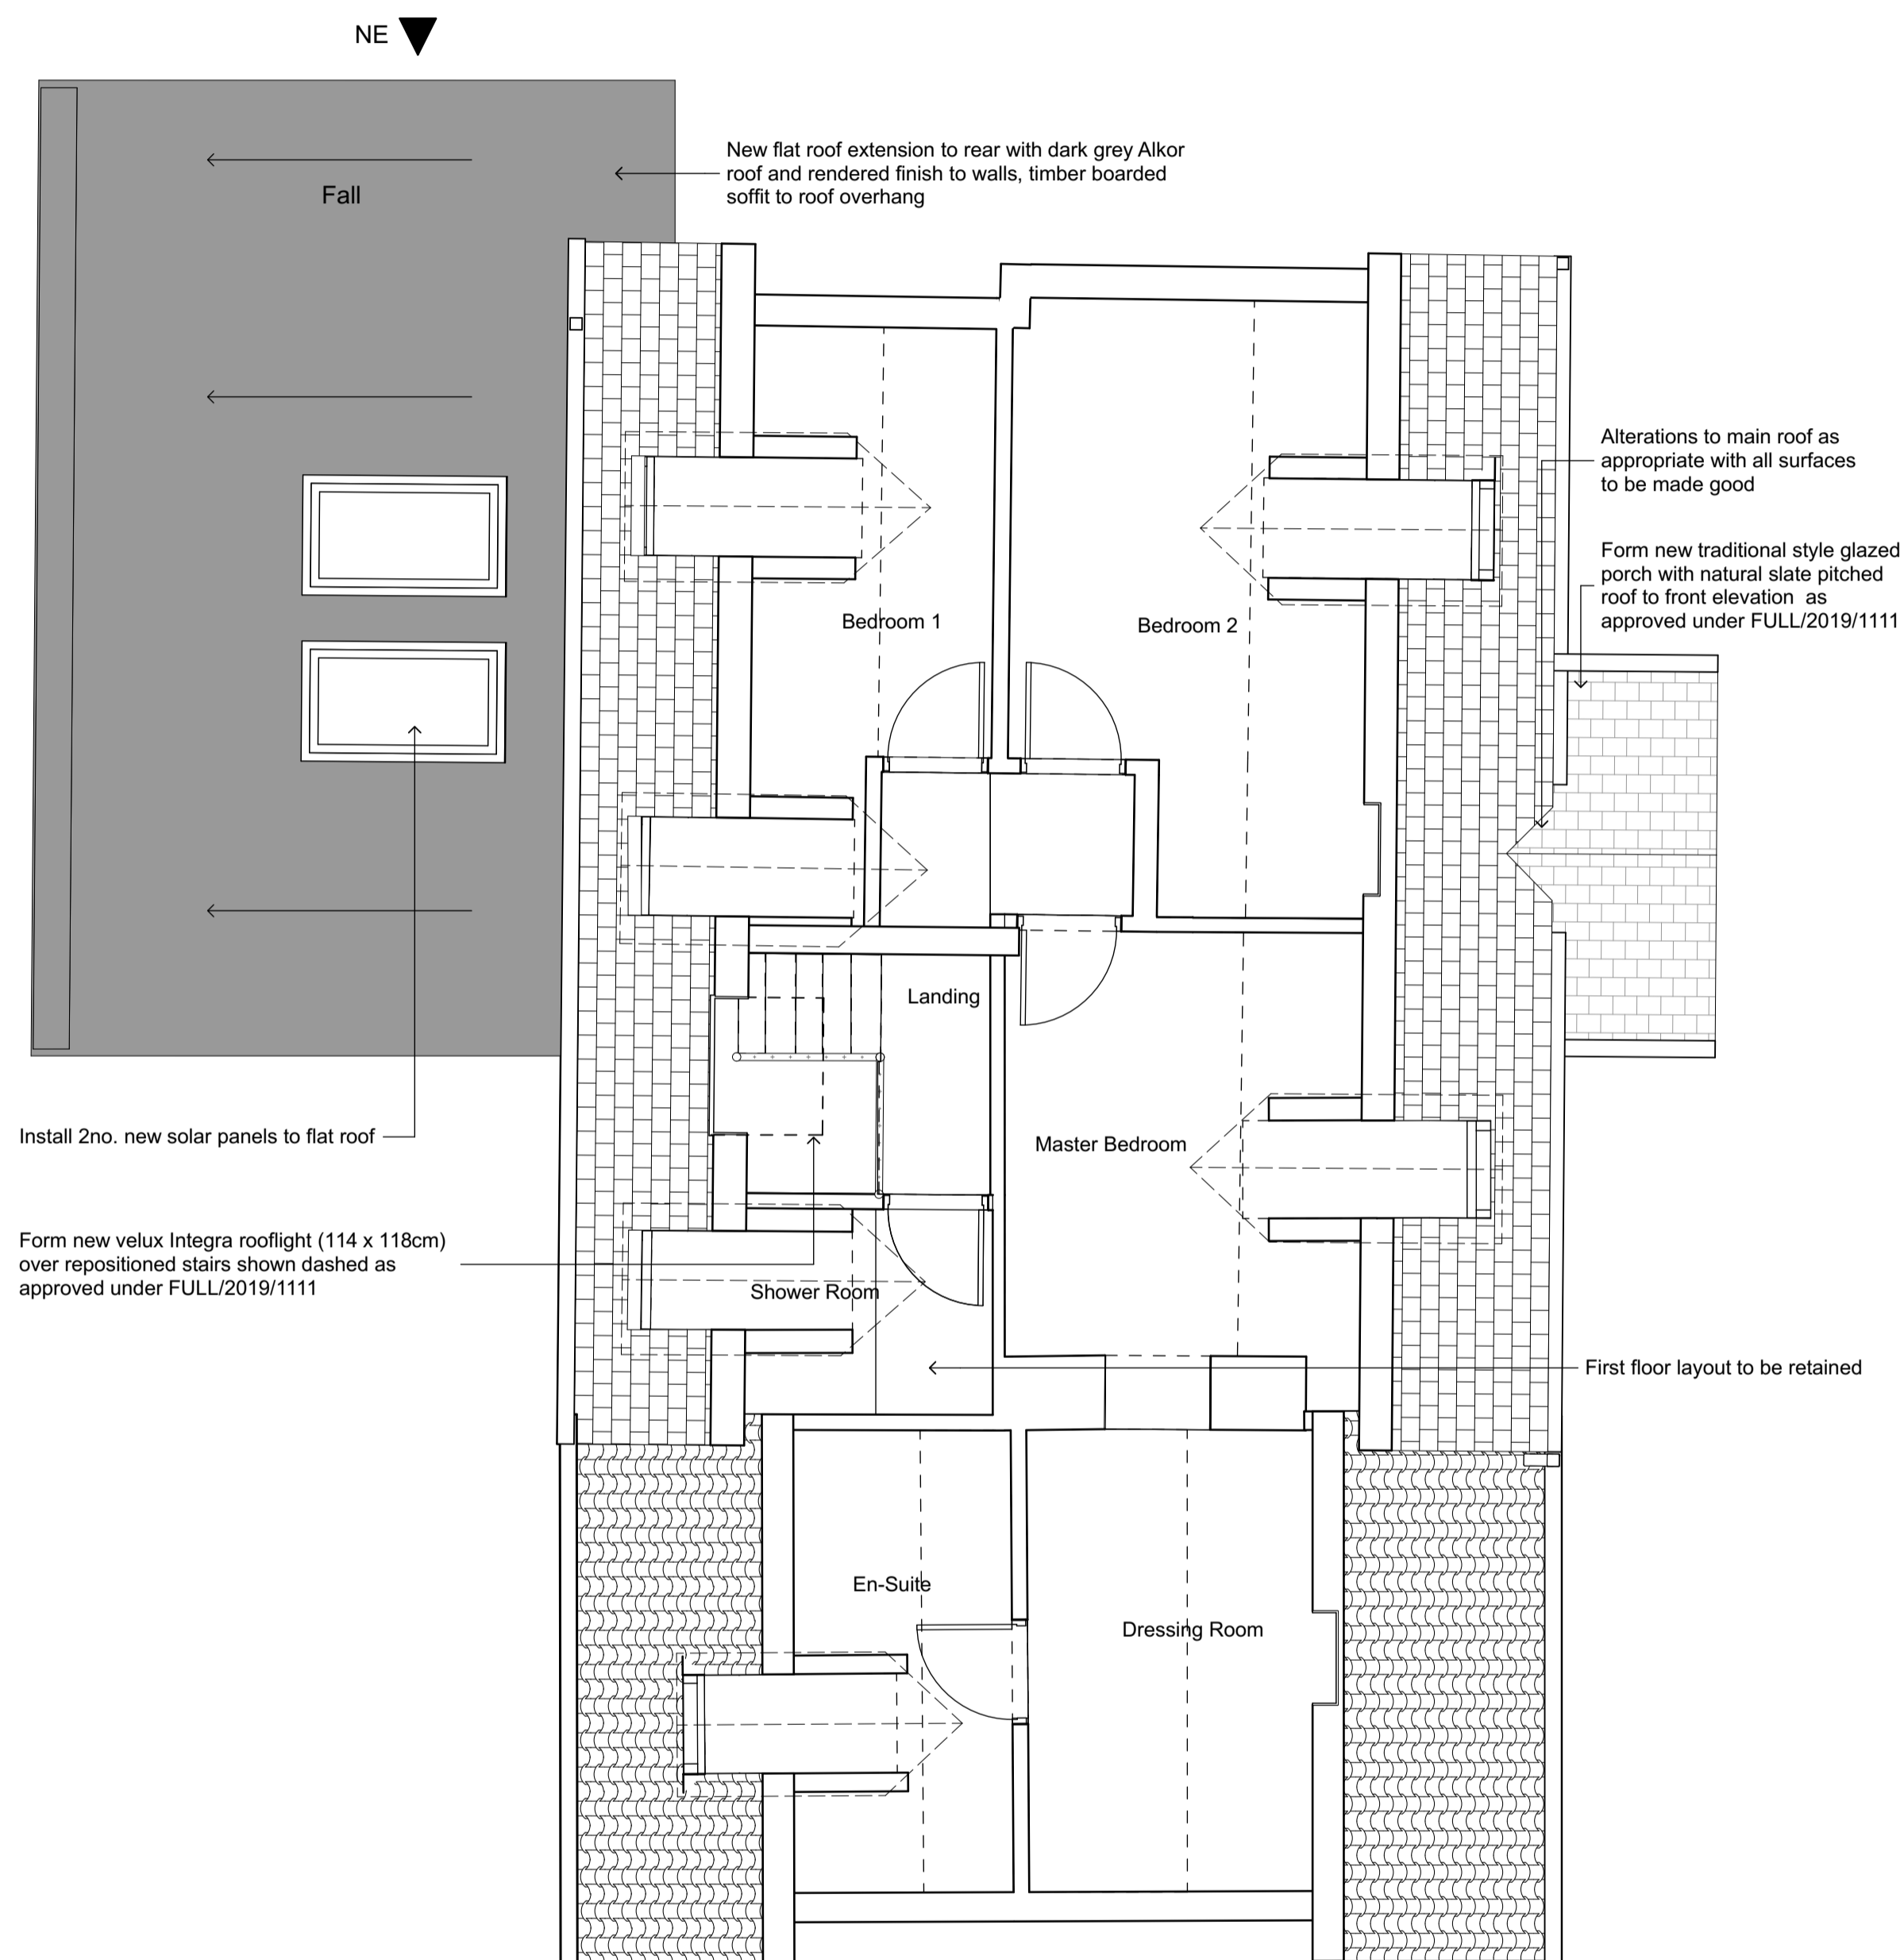 NE
Fall
New flat roof extension to rear with dark grey Alkor
roof and rendered finish to walls, timber boarded
soffit to roof overhang
Alterations to main roof as
appropriate with all surfaces
to be made good
Form new traditional style glazed
porch with natural slate pitched
roof to front elevation as
approved under FULL/2019/1111
Bedroom 1
Bedroom 2
Landing
Install 2no. new solar panels to flat roof
Master Bedroom
Form new velux Integra rooflight (114 x 118cm)
over repositioned stairs shown dashed as
approved under FULL/2019/1111
Shower Room
First floor layout to be retained
En-Suite
Dressing Room